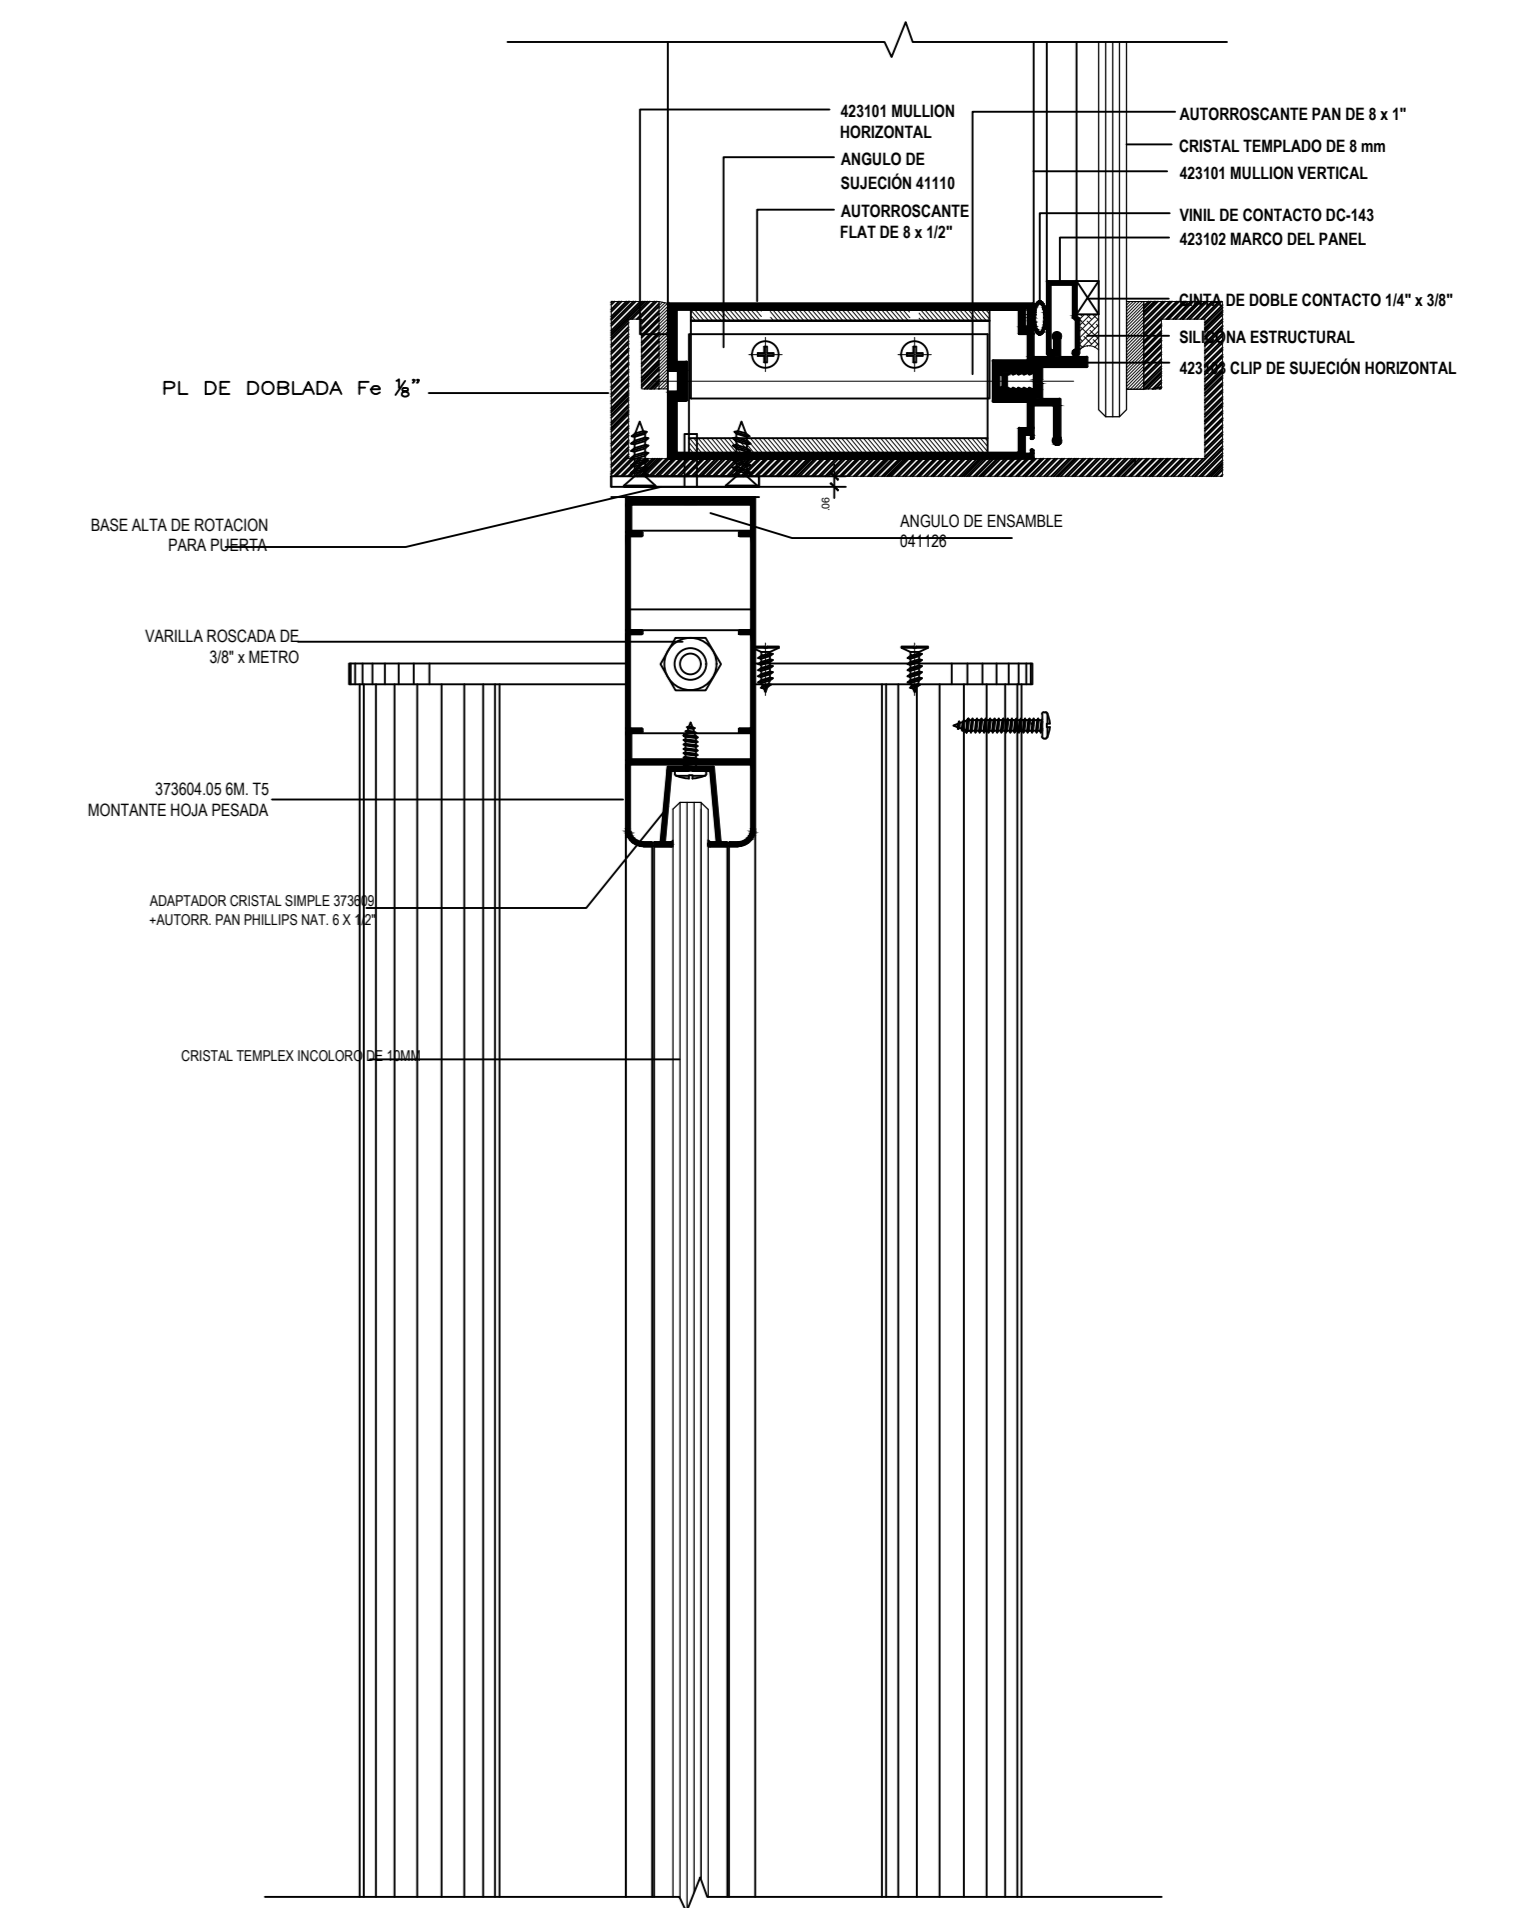 423101 MULLION
HORIZONTAL
ANGULO DE
SUJECIÓN 41110
AUTORROSCANTE
FLAT DE 8 x 1/2"
AUTORROSCANTE PAN DE 8 x 1"
CRISTAL TEMPLADO DE 8 mm
423101 MULLION VERTICAL
VINIL DE CONTACTO DC-143
423102 MARCO DEL PANEL
CINTA DE DOBLE CONTACTO 1/4" x 3/8"
SILICONA ESTRUCTURAL
423103 CLIP DE SUJECIÓN HORIZONTAL
PL DE DOBLADA Fe ⅛"
.06
BASE ALTA DE ROTACION
PARA PUERTA
ANGULO DE ENSAMBLE
041126
VARILLA ROSCADA DE
3/8" x METRO
373604.05 6M. T5
MONTANTE HOJA PESADA
ADAPTADOR CRISTAL SIMPLE 373609
+AUTORR. PAN PHILLIPS NAT. 6 X 1/2"
CRISTAL TEMPLEX INCOLORO DE 10MM